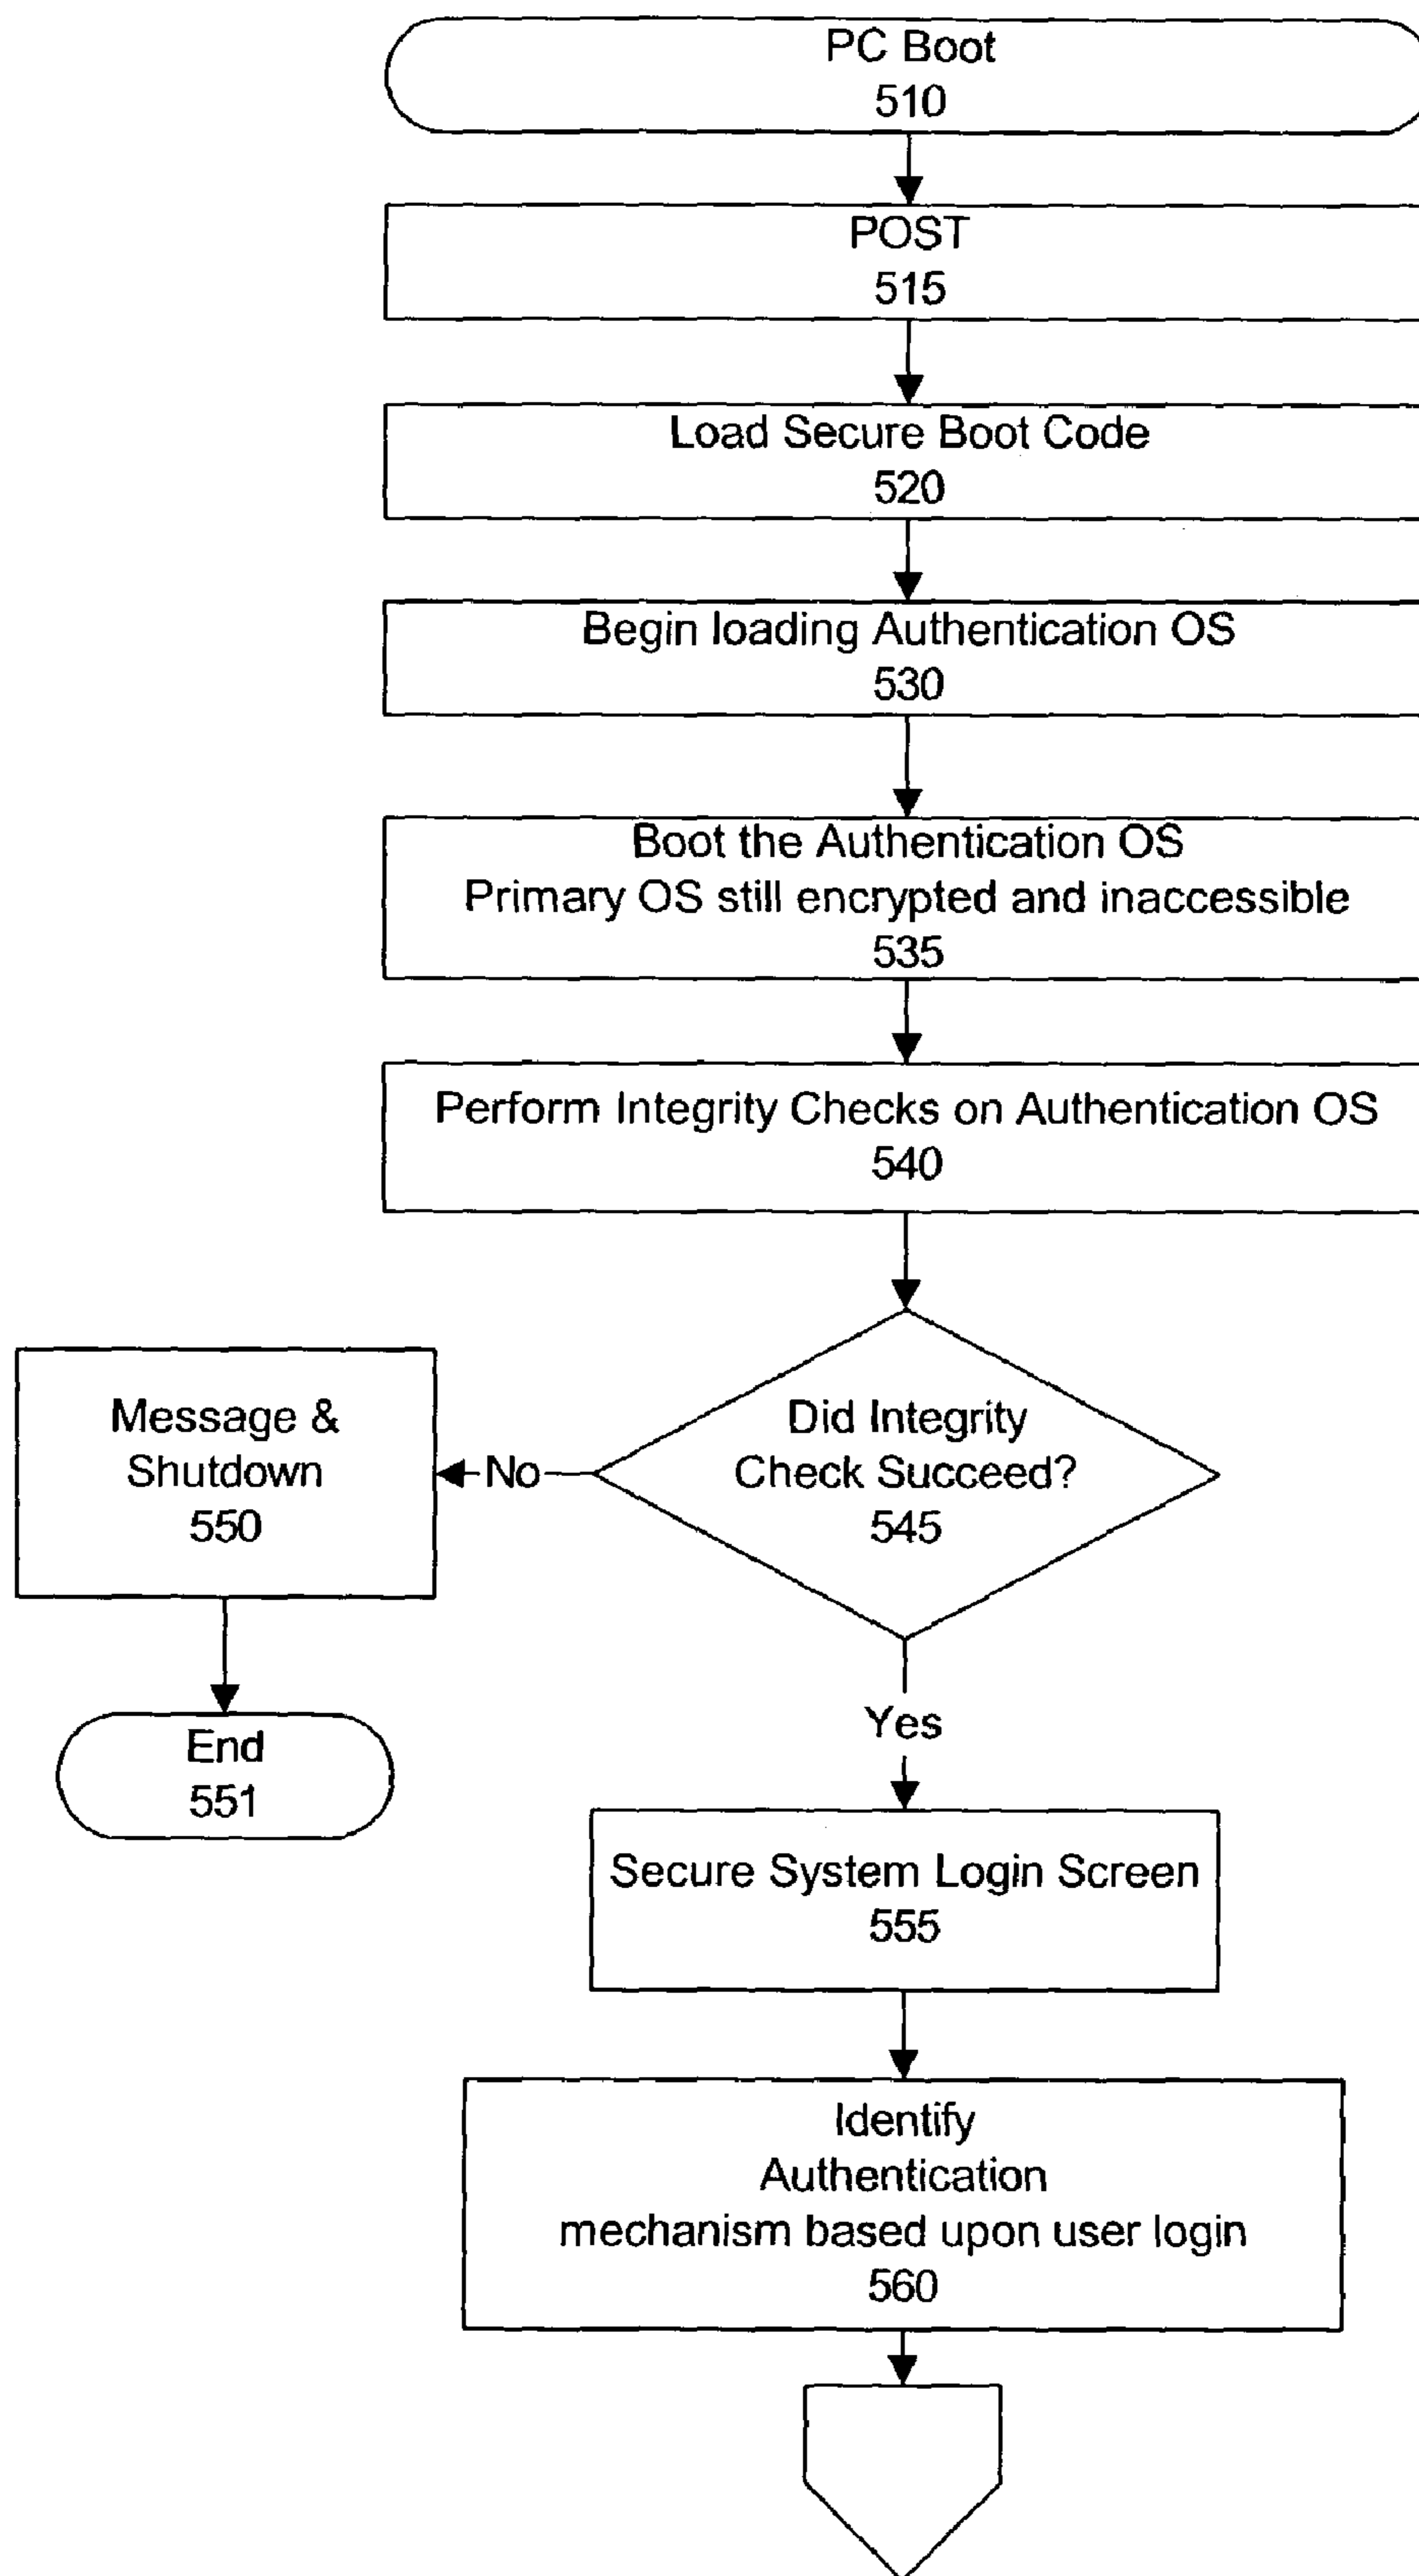 PC Boot
510
POST
515
Load Secure Boot Code
520
Begin loading Authentication OS
530
Boot the Authentication OS
Primary OS still encrypted and inaccessible
535
Perform Integrity Checks on Authentication OS
540
Did Integrity
Check Succeed?
545
No
Message &
Shutdown
550
End
551
Yes
Secure System Login Screen
555
Identify
Authentication
mechanism based upon user login
560